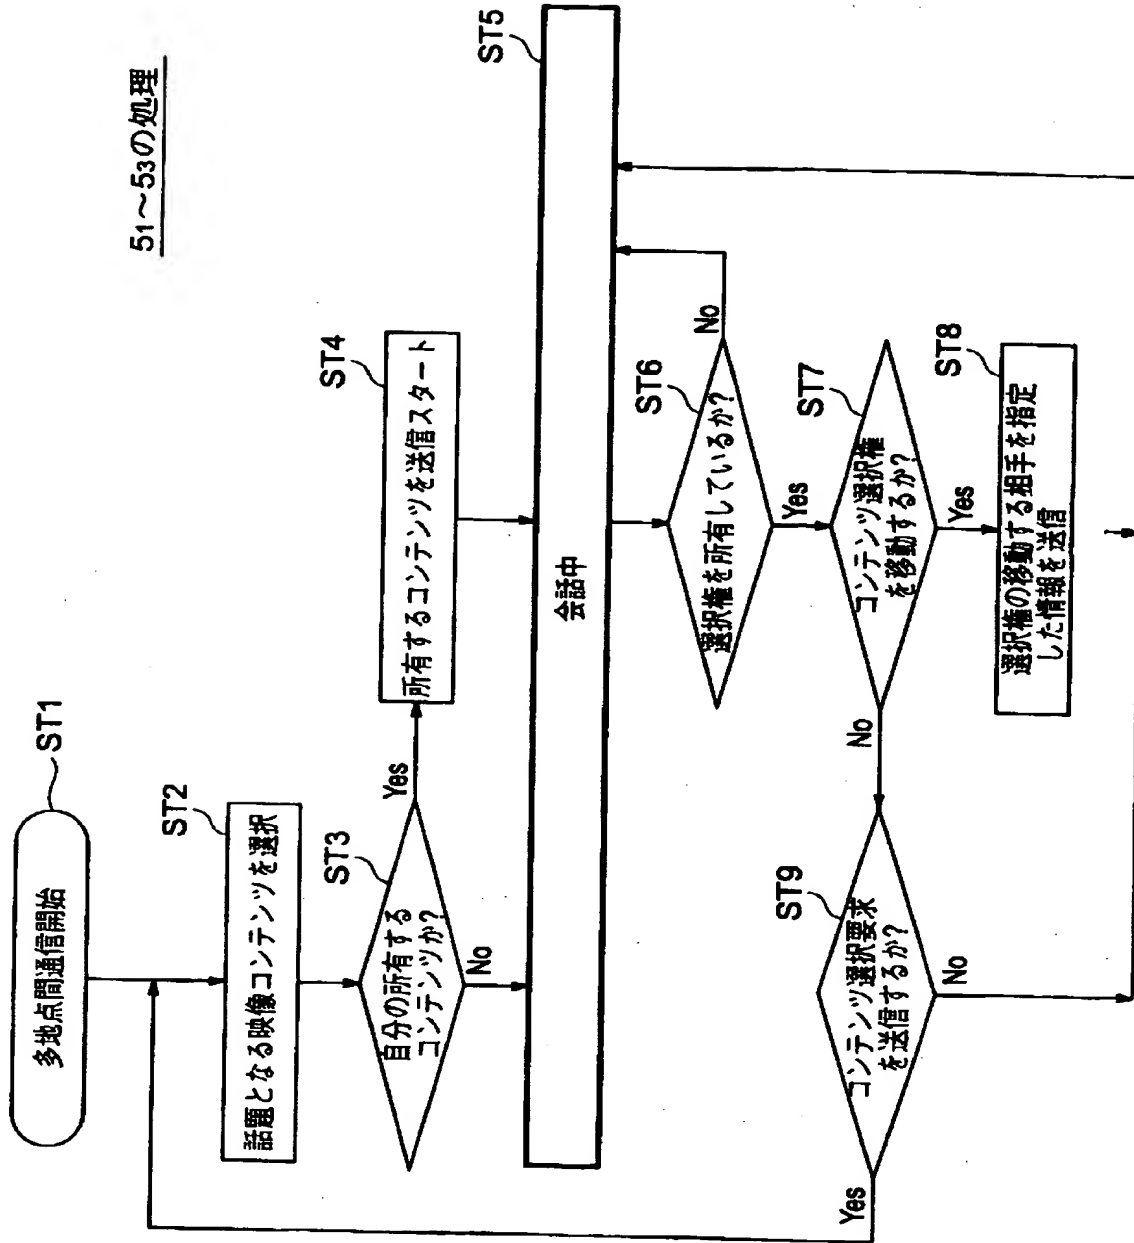 5₁～5₃の処理
ST1
多地点間通信開始
ST2
話題となる映像コンテンツを選択
ST3
自分の所有する
コンテンツか?
Yes
No
ST4
所有するコンテンツを送信スタート
ST5
会話中
ST6
選択権を所有しているか?
No
Yes
ST7
コンテンツ選択権
を移動するか?
Yes
No
ST8
選択権の移動する相手を指定
した情報を送信
ST9
コンテンツ選択要求
を送信するか?
No
Yes